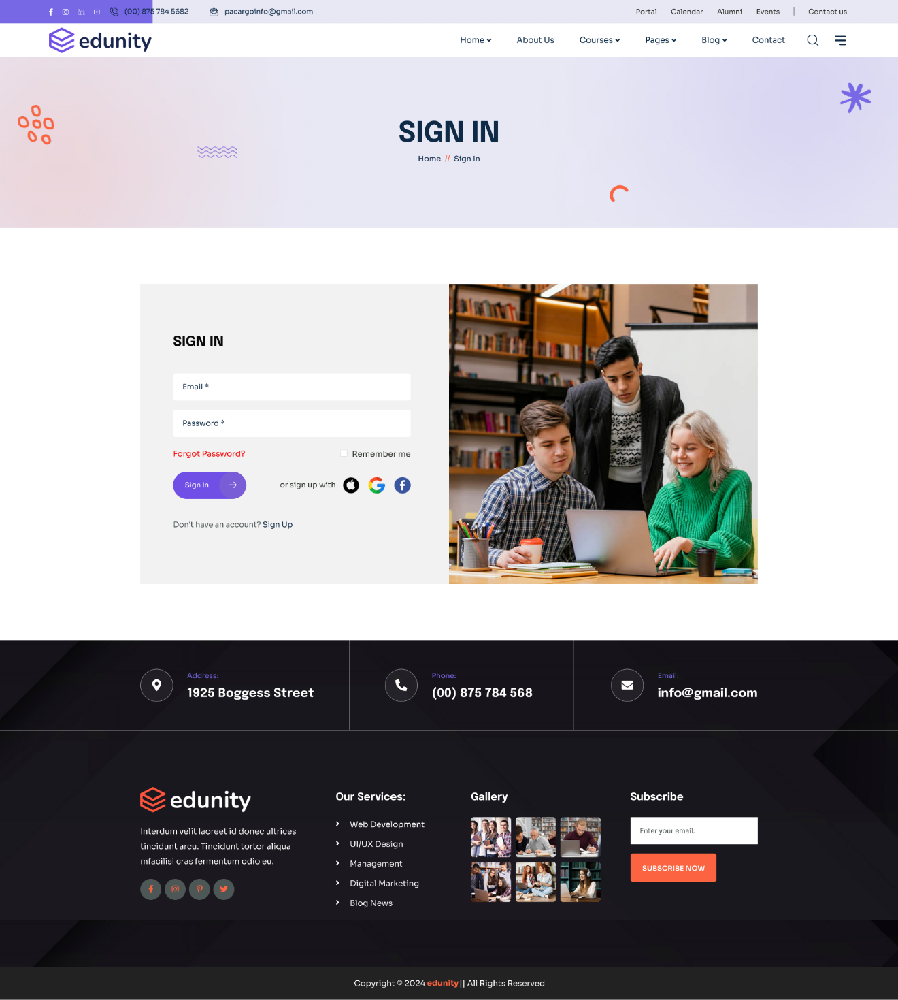 (00) 875 784 5682 pacargoinfo@gmail.com Portal Calendar Alumni Events | Contact us
edunity Home About Us Courses Pages Blog Contact
SIGN IN
Home // Sign In
SIGN IN
Email *
Password *
Forgot Password? Remember me
Sign In or sign up with
Don't have an account? Sign Up
Address: Phone: Email:
1925 Boggess Street (00) 875 784 568 info@gmail.com
edunity Our Services: Gallery Subscribe
Web Development
Interdum velit laoreet id donec ultrices Enter your email:
UI/UX Design
tincidunt arcu. Tincidunt tortor aliqua
mfacilisi cras fermentum odio eu. Management
SUBSCRIBE NOW
Digital Marketing
Blog News
Copyright © 2024 edunity || All Rights Reserved